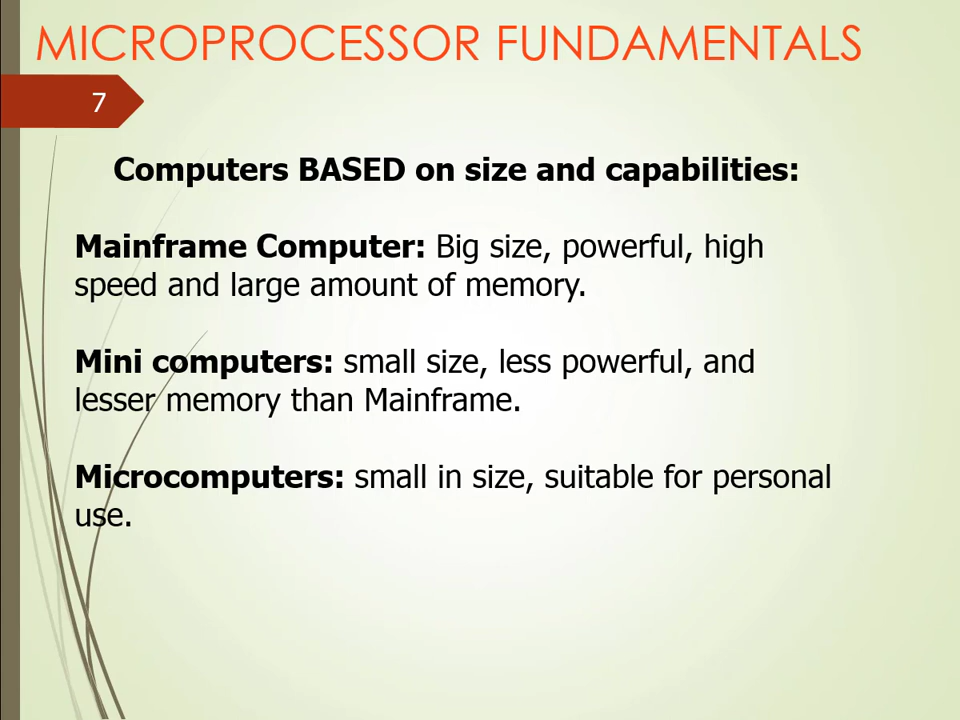 MICROPROCESSOR FUNDAMENTALS
7
Computers BASED on size and capabilities:
Mainframe Computer: Big size, powerful, high
speed and large amount of memory.
Mini computers: small size, less powerful, and
lesser memory than Mainframe.
Microcomputers: small in size, suitable for personal
use.